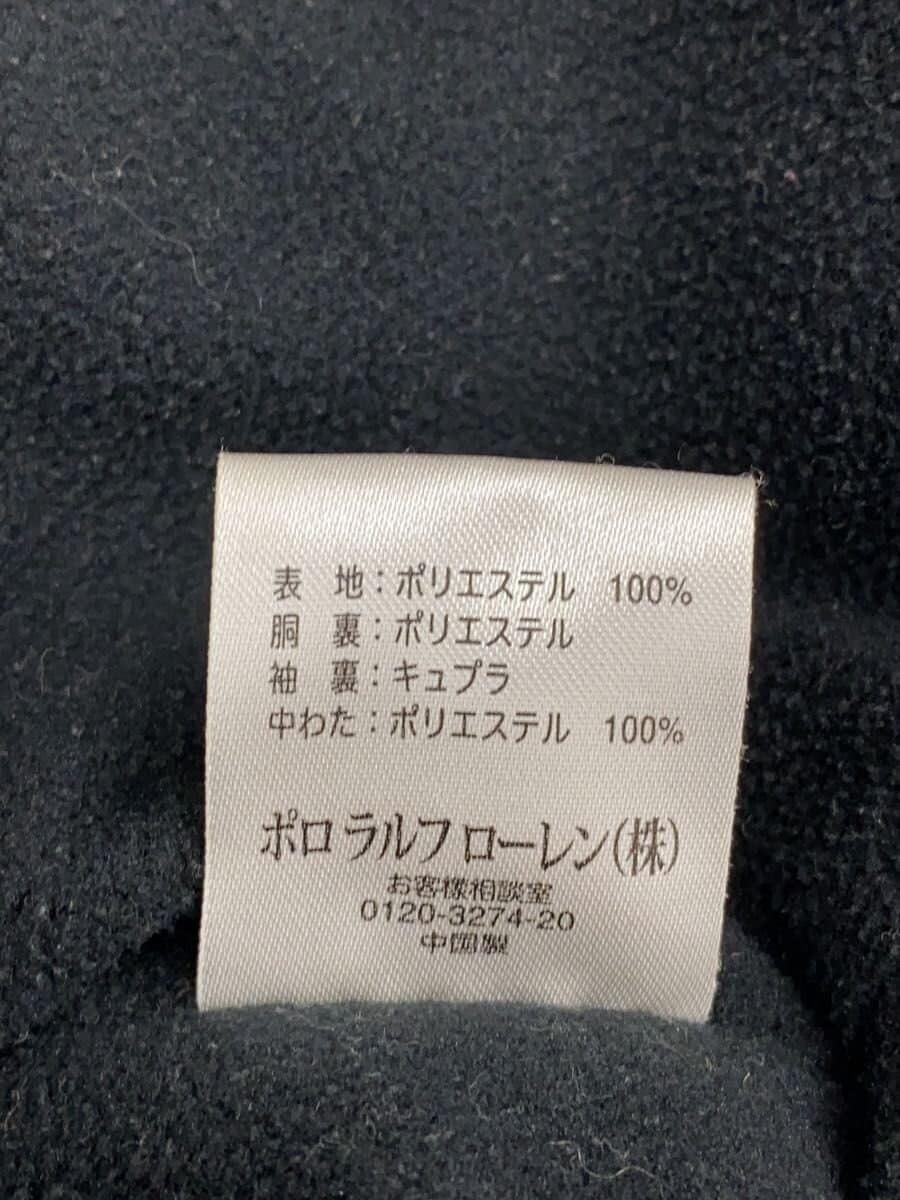 表　地：ポリエステル　100%
胴　裏：ポリエステル
袖　裏：キュプラ
中わた：ポリエステル　100%
ポロ ラルフ ローレン(株)
お客様相談室
0120-3274-20
中国製